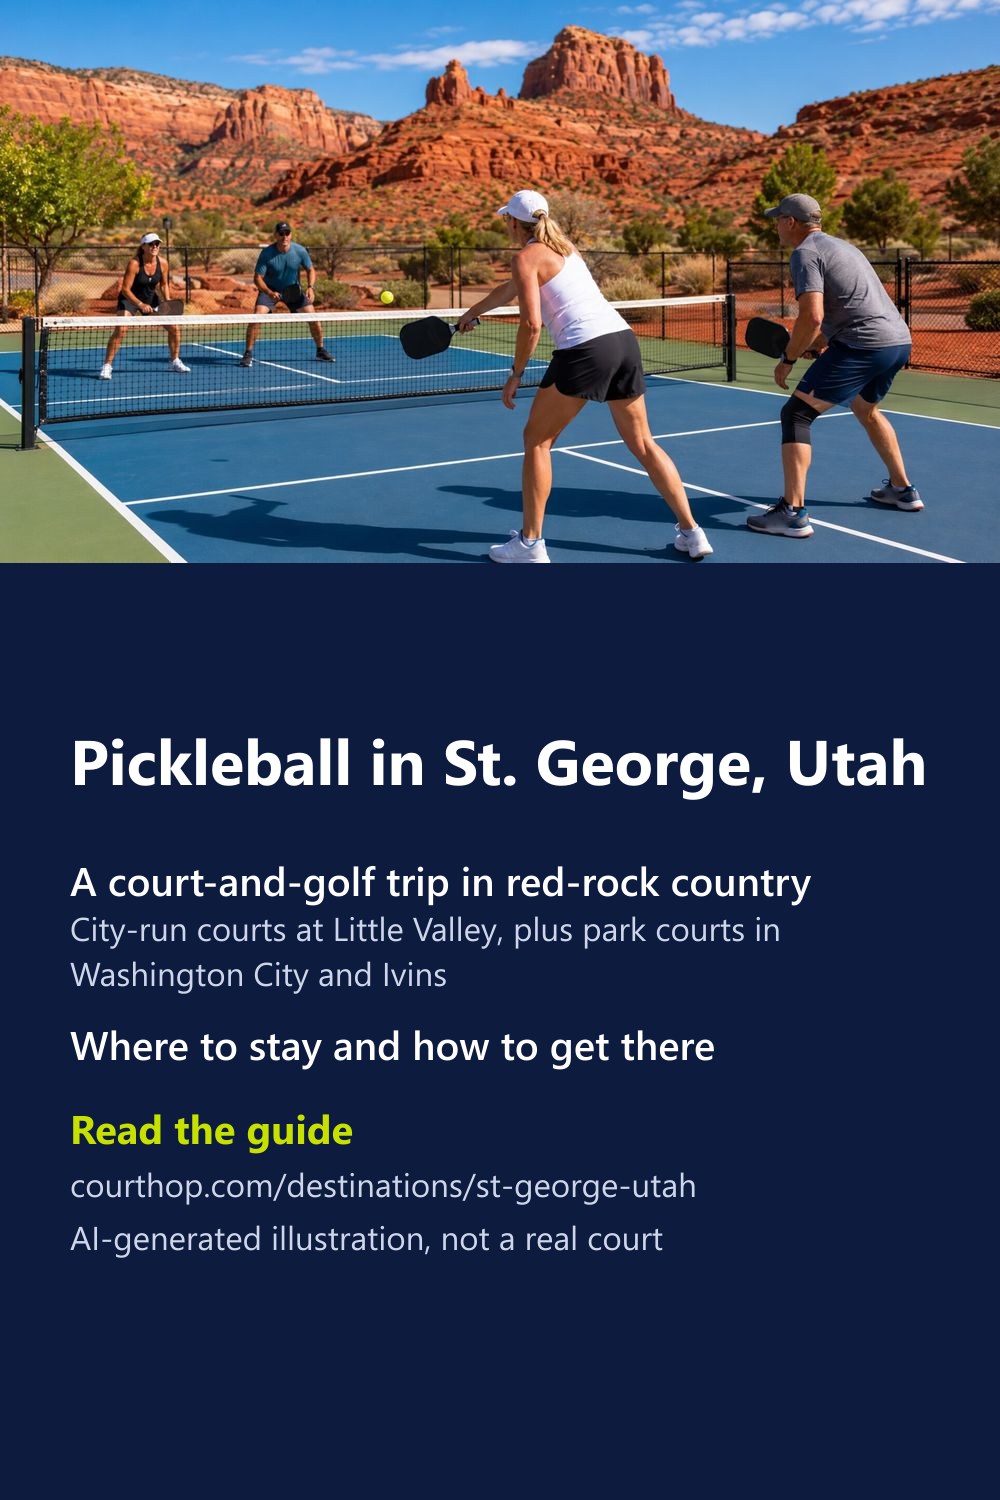 Pickleball in St. George, Utah
A court-and-golf trip in red-rock country
City-run courts at Little Valley, plus park courts in
Washington City and Ivins
Where to stay and how to get there
Read the guide
courthop.com/destinations/st-george-utah
AI-generated illustration, not a real court